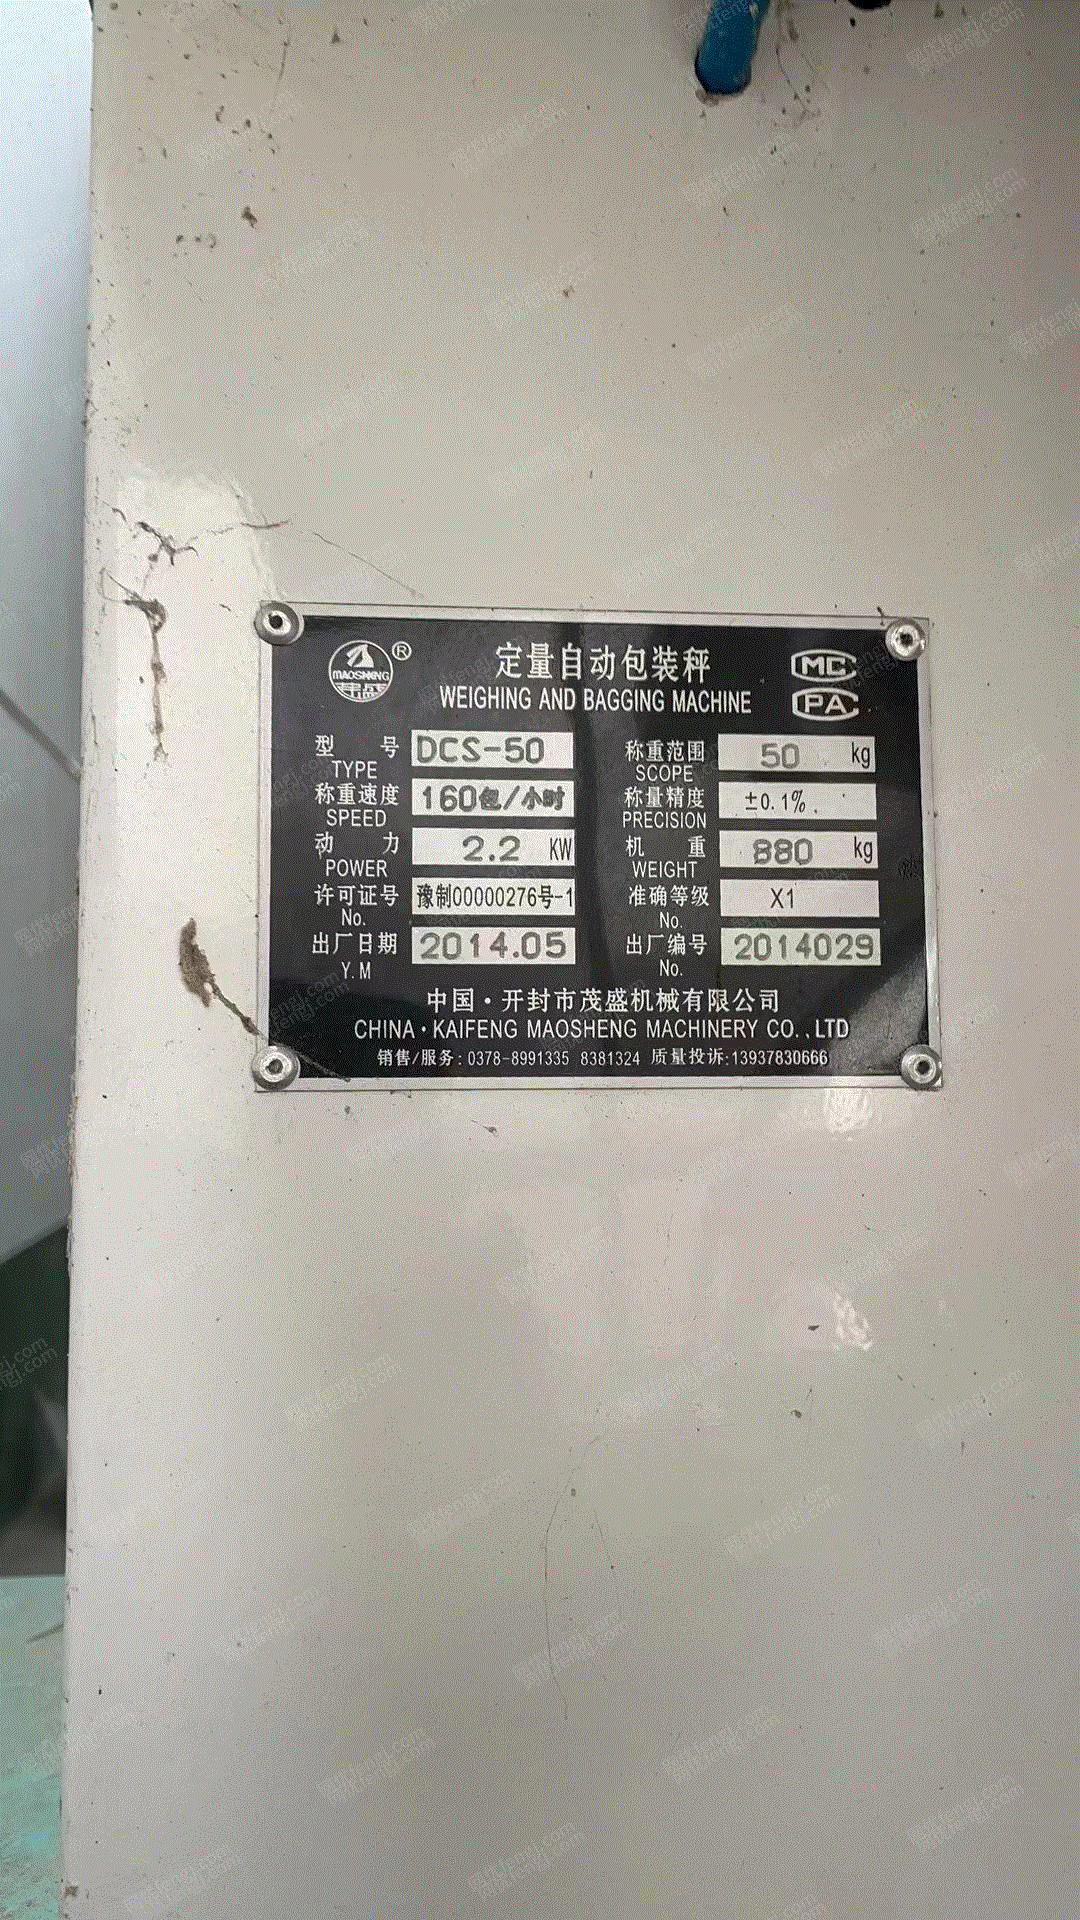 MAOSHENG ®
茂盛
定量自动包装秤
WEIGHING AND BAGGING MACHINE
MC
PA
型 号 DCS-50
TYPE
称重范围 50 kg
SCOPE
称重速度 160包/小时
SPEED
称量精度 ±0.1%
PRECISION
动 力 2.2 KW
POWER
机 重 880 kg
WEIGHT
许可证号 豫制00000276号-1
No.
准确等级 X1
No.
出厂日期 2014.05
Y.M
出厂编号 2014029
No.
中国·开封市茂盛机械有限公司
CHINA·KAIFENG MAOSHENG MACHINERY CO.,LTD
销售/服务:0378-8991335 8381324 质量投诉:13937830666